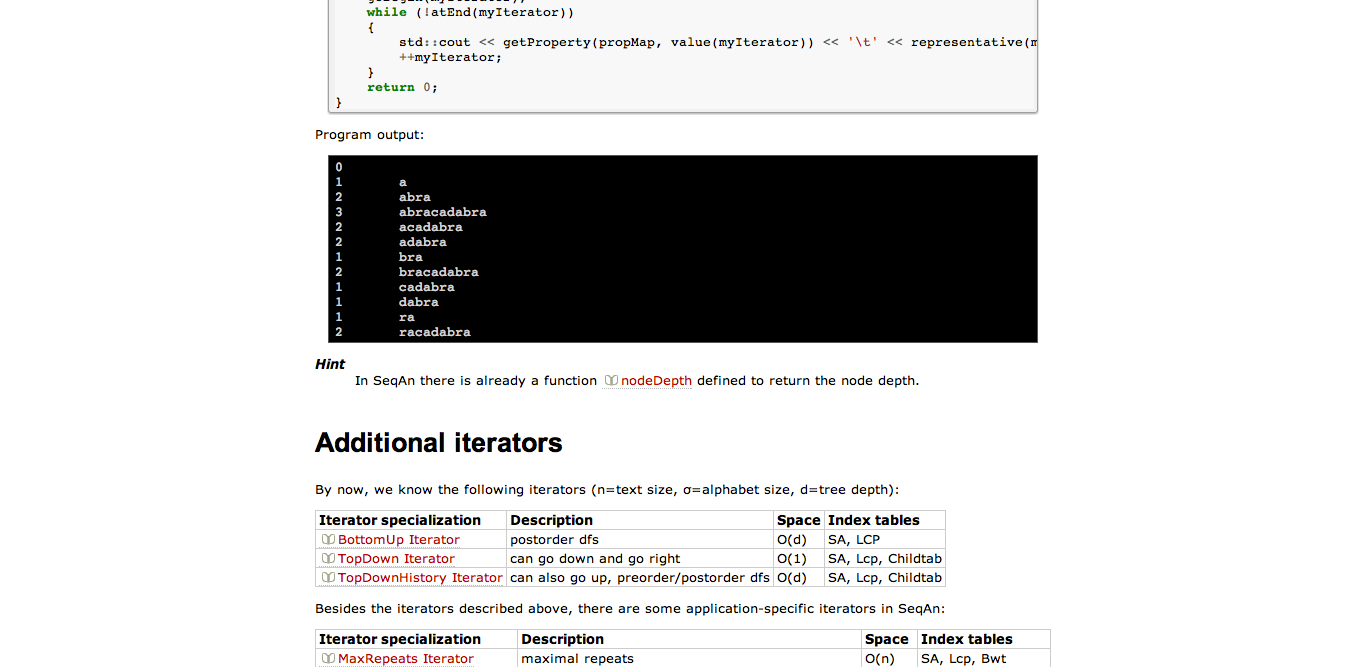 while (!atEnd(myIterator))
{
std::cout << getProperty(propMap, value(myIterator)) << '\t' << representative(m
++myIterator;
}
return 0;
}
Program output:
0
1 a
2 abra
3 abracadabra
2 acadabra
2 adabra
1 bra
2 bracadabra
1 cadabra
1 dabra
1 ra
2 racadabra
Hint
In SeqAn there is already a function nodeDepth defined to return the node depth.
Additional iterators
By now, we know the following iterators (n=text size, σ=alphabet size, d=tree depth):
Iterator specialization Description Space Index tables
BottomUp Iterator postorder dfs O(d) SA, LCP
TopDown Iterator can go down and go right O(1) SA, Lcp, Childtab
TopDownHistory Iterator can also go up, preorder/postorder dfs O(d) SA, Lcp, Childtab
Besides the iterators described above, there are some application-specific iterators in SeqAn:
Iterator specialization Description Space Index tables
MaxRepeats Iterator maximal repeats O(n) SA, Lcp, Bwt